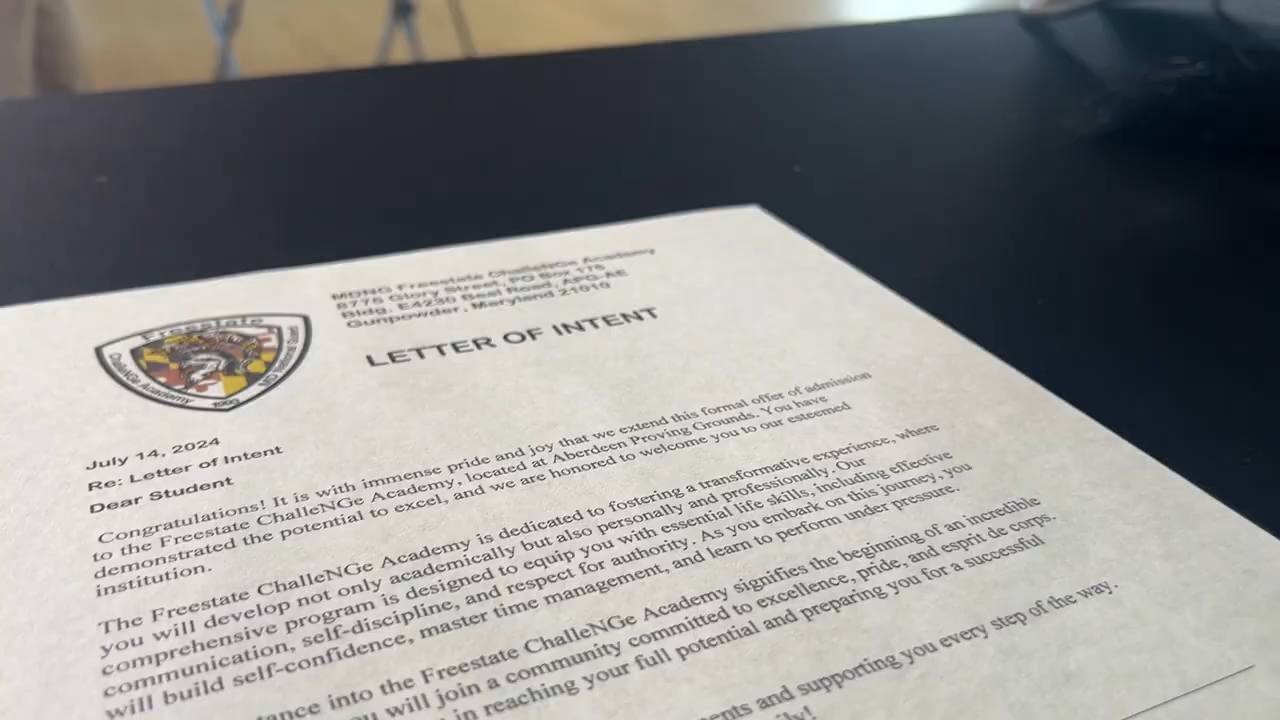 MDNG Freestate ChalleNGe Academy
8776 Glory Street, PO Box 175
Bldg. E4230 Beal Road, APG-AE
Gunpowder, Maryland 21010
LETTER OF INTENT
Freestate
ChalleNGe Academy
MD National Guard
July 14, 2024
Re: Letter of Intent
Dear Student
Congratulations! It is with immense pride and joy that we extend this formal offer of admission
to the Freestate ChalleNGe Academy, located at Aberdeen Proving Grounds. You have
demonstrated the potential to excel, and we are honored to welcome you to our esteemed
institution.
The Freestate ChalleNGe Academy is dedicated to fostering a transformative experience, where
you will develop not only academically but also personally and professionally. Our
comprehensive program is designed to equip you with essential life skills, including effective
communication, self-discipline, and respect for authority. As you embark on this journey, you
will build self-confidence, master time management, and learn to perform under pressure.
tance into the Freestate ChalleNGe Academy signifies the beginning of an incredible
ou will join a community committed to excellence, pride, and esprit de corps.
in reaching your full potential and preparing you for a successful
ents and supporting you every step of the way.